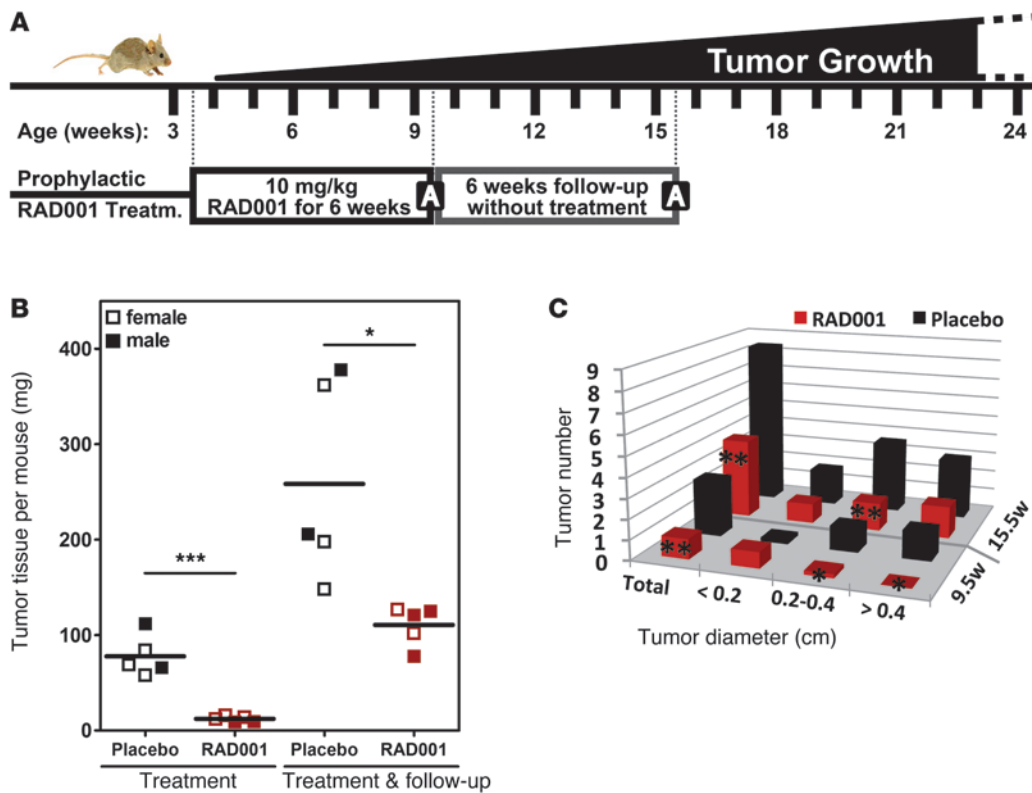 A
Tumor Growth
Age (weeks): 3 6 9 12 15 18 21 24
Prophylactic
RAD001 Treatm.
10 mg/kg
RAD001 for 6 weeks
A
6 weeks follow-up
without treatment
A
B
female
male
Tumor tissue per mouse (mg)
400
300
200
100
0
***
*
Placebo RAD001 Placebo RAD001
Treatment Treatment & follow-up
C
RAD001 Placebo
Tumor number
9
8
7
6
5
4
3
2
1
0
**
**
**
*
*
Total < 0.2 0.2-0.4 > 0.4
9.5w 15.5w
Tumor diameter (cm)